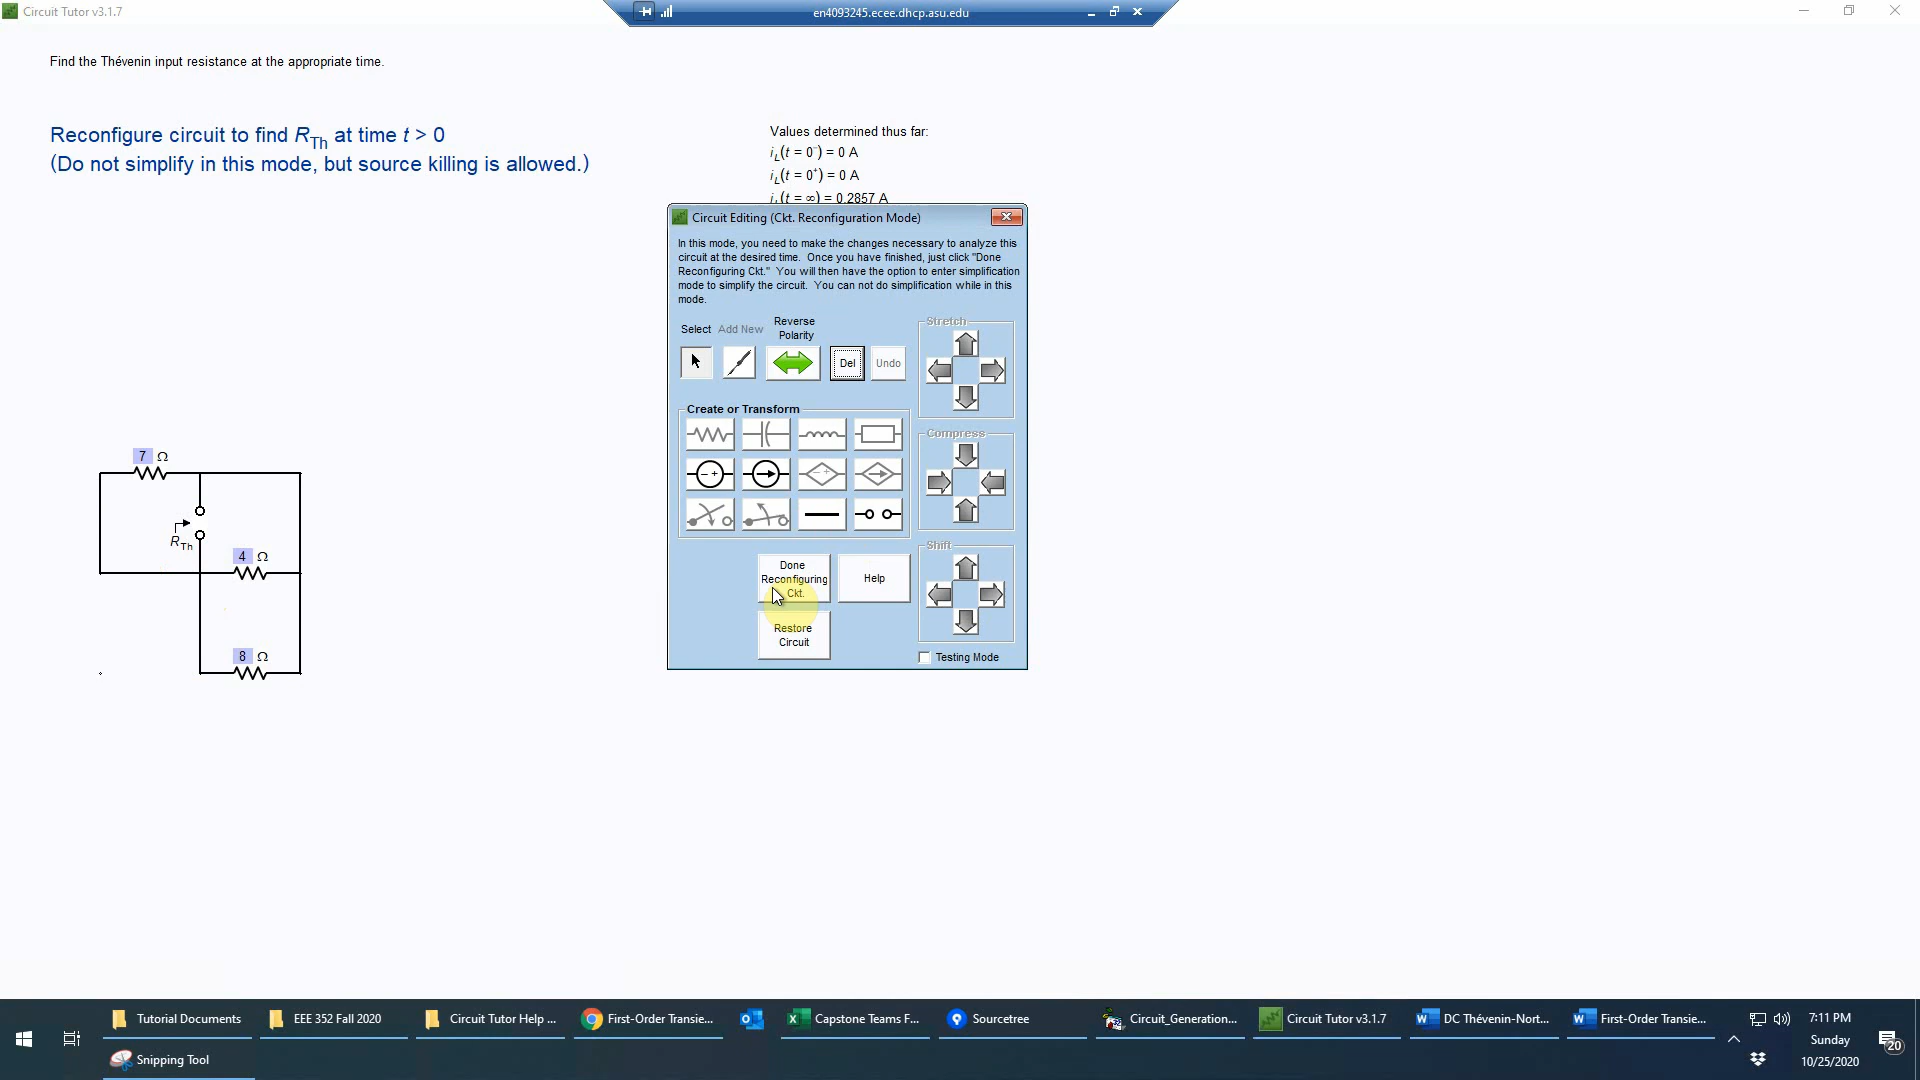 Circuit Tutor v3.1.7
en4093245.ecee.dhcp.asu.edu
Find the Thévenin input resistance at the appropriate time.
Reconfigure circuit to find RTh at time t > 0
(Do not simplify in this mode, but source killing is allowed.)
Values determined thus far:
iL(t = 0⁻) = 0 A
iL(t = 0⁺) = 0 A
iL(t = ∞) = 0.2857 A
Circuit Editing (Ckt. Reconfiguration Mode)
In this mode, you need to make the changes necessary to analyze this
circuit at the desired time. Once you have finished, just click "Done
Reconfiguring Ckt." You will then have the option to enter simplification
mode to simplify the circuit. You can not do simplification while in this
mode.
Select Add New Reverse
Polarity
Stretch
Del
Undo
Create or Transform
Compress
Done
Reconfiguring
Ckt.
Help
Shift
Restore
Circuit
Testing Mode
7 Ω
RTh
4 Ω
8 Ω
Tutorial Documents
EEE 352 Fall 2020
Circuit Tutor Help ...
First-Order Transie...
Capstone Teams F...
Sourcetree
Circuit_Generation...
Circuit Tutor v3.1.7
DC Thévenin-Nort...
First-Order Transie...
Snipping Tool
7:11 PM
Sunday
10/25/2020
20